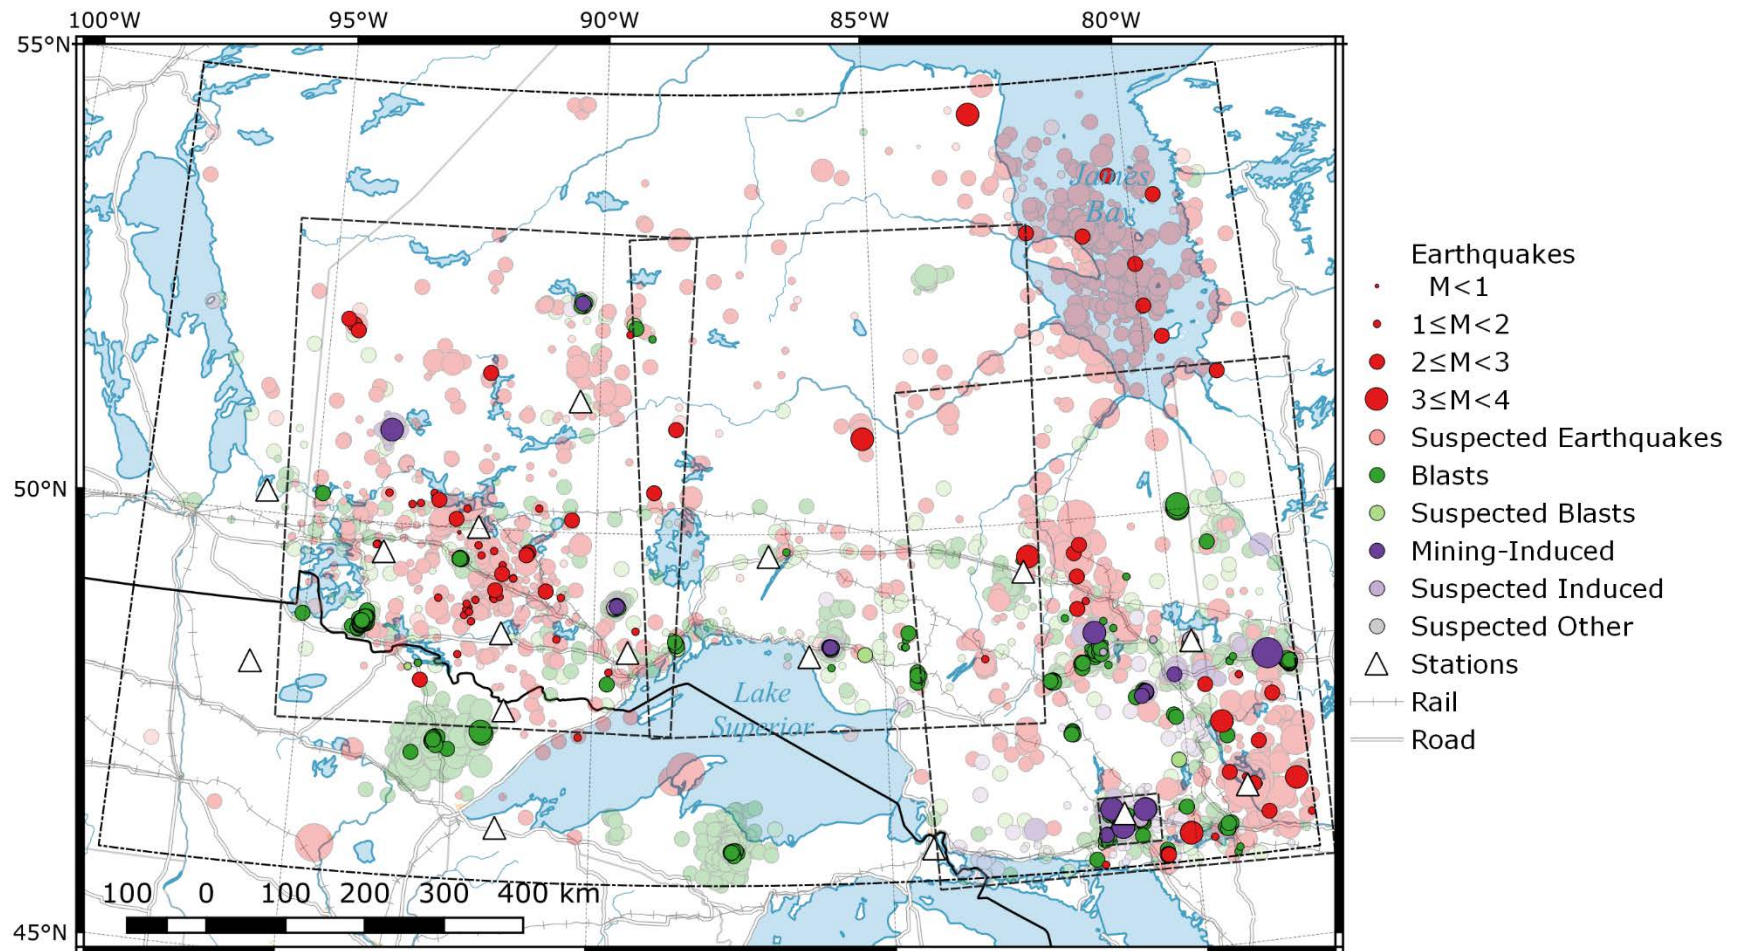 100°W 95°W 90°W 85°W 80°W
55°N
James
Bay
50°N
Lake
Superior
100 0 100 200 300 400 km
45°N
Earthquakes
M<1
1≤M<2
2≤M<3
3≤M<4
Suspected Earthquakes
Blasts
Suspected Blasts
Mining-Induced
Suspected Induced
Suspected Other
Stations
Rail
Road